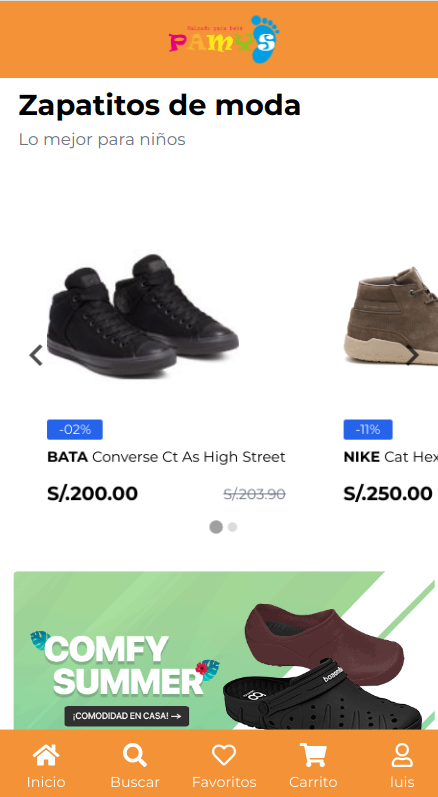 Calzado para bebé
PAMYS
Zapatitos de moda
Lo mejor para niños
-02%
-11%
BATA Converse Ct As High Street
NIKE Cat Hex
S/.200.00
S/.203.90
S/.250.00
COMFY
SUMMER
¡COMODIDAD EN CASA!
Inicio
Buscar
Favoritos
Carrito
luis